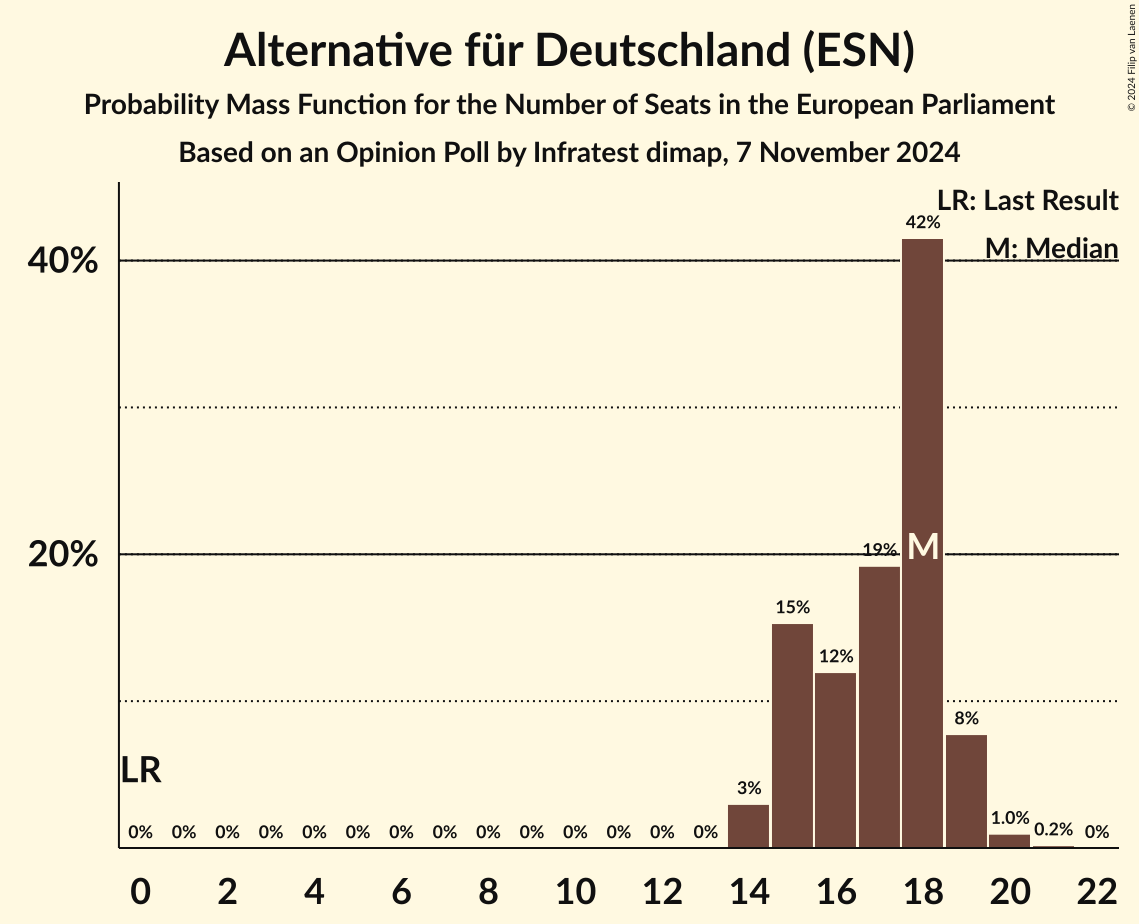 Alternative für Deutschland (ESN)
Probability Mass Function for the Number of Seats in the European Parliament
Based on an Opinion Poll by Infratest dimap, 7 November 2024
© 2024 Filip van Laenen
LR: Last Result
M: Median
40%
20%
42%
19%
M
15%
12%
8%
3%
1.0%
0.2%
LR
0% 0% 0% 0% 0% 0% 0% 0% 0% 0% 0% 0% 0% 0% 0%
0 2 4 6 8 10 12 14 16 18 20 22